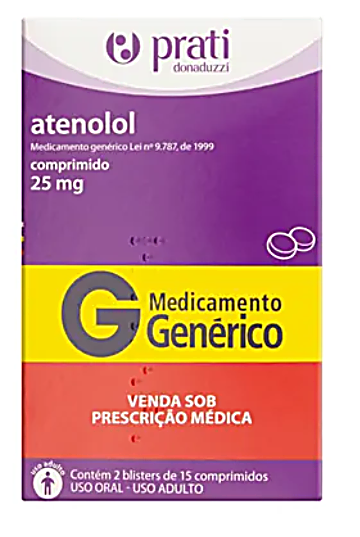 prati
donaduzzi
atenolol
Medicamento genérico Lei nº 9.787, de 1999
comprimido
25 mg
G Medicamento
Genérico
VENDA SOB
PRESCRIÇÃO MÉDICA
uso adulto
Contém 2 blisters de 15 comprimidos
USO ORAL - USO ADULTO